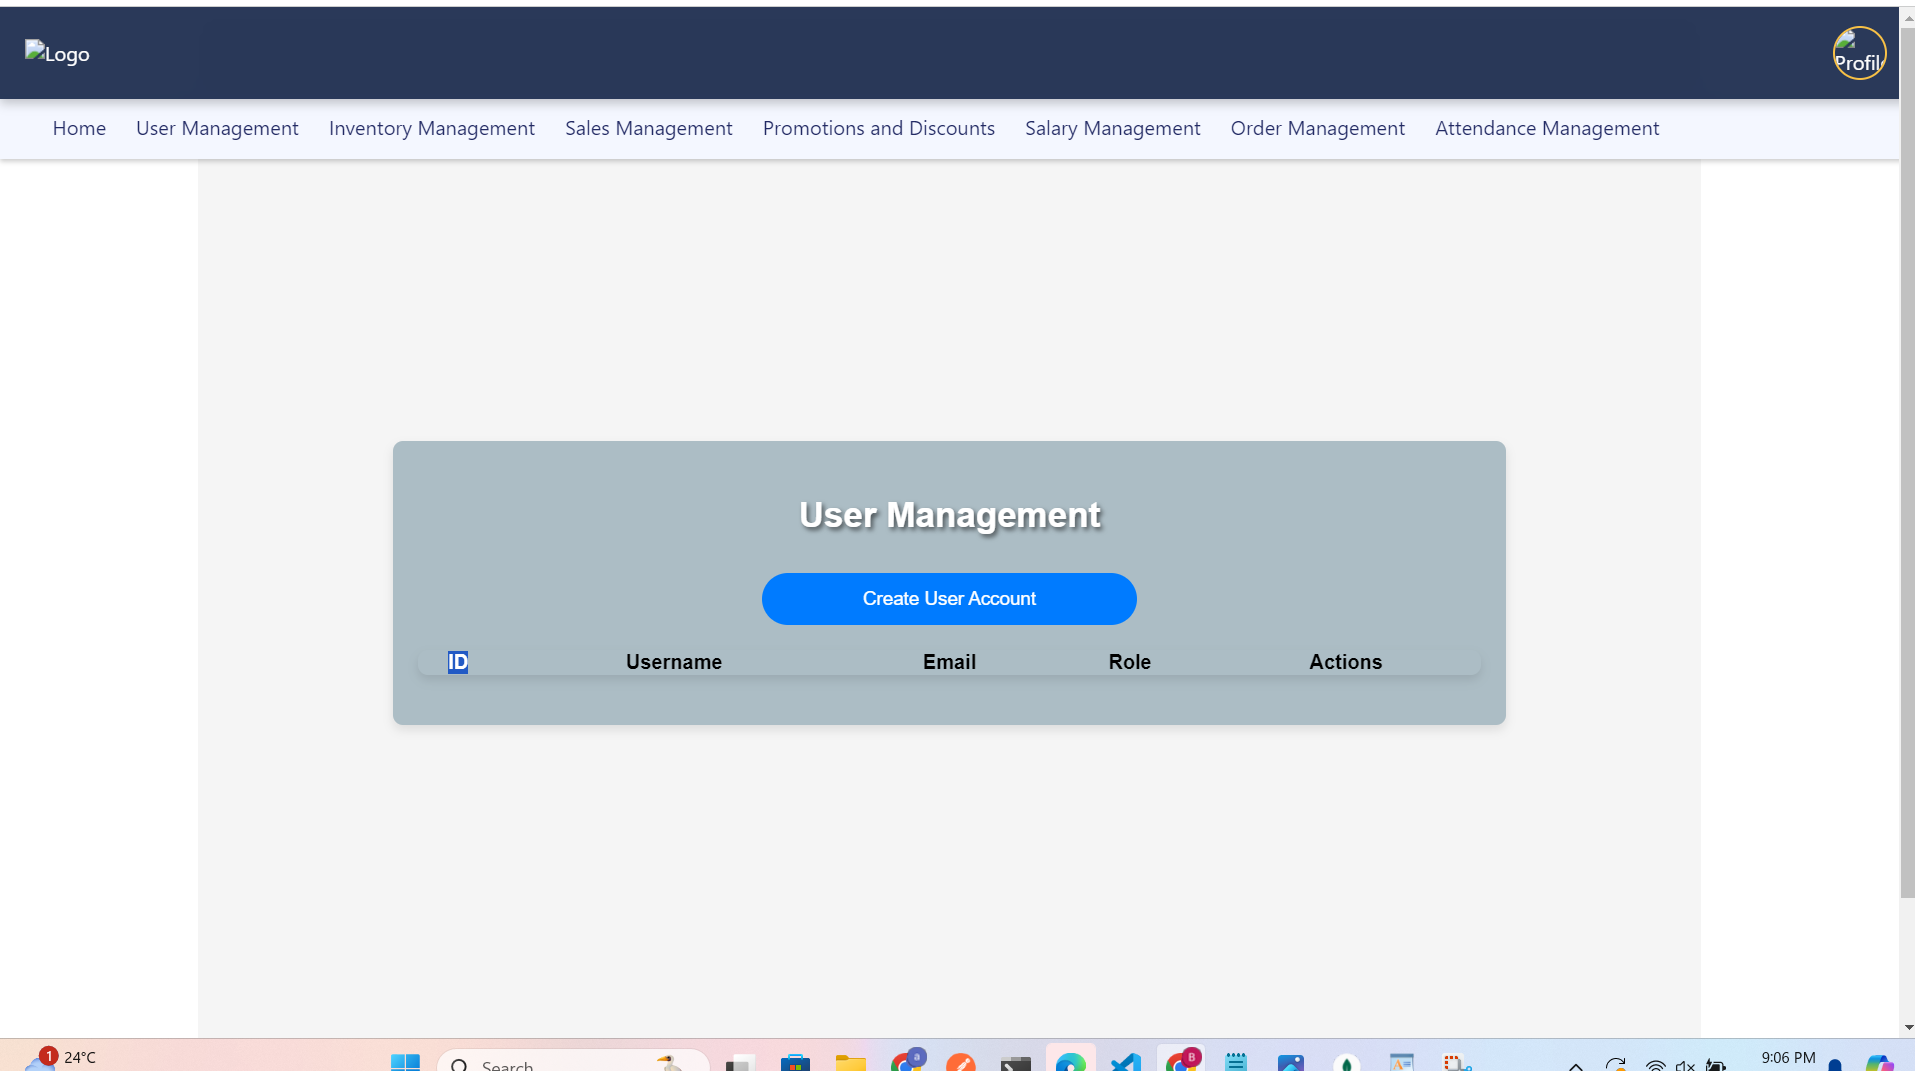 Logo
Profile
Home User Management Inventory Management Sales Management Promotions and Discounts Salary Management Order Management Attendance Management
User Management
Create User Account
ID Username Email Role Actions
1 24°C Search a B 9:06 PM